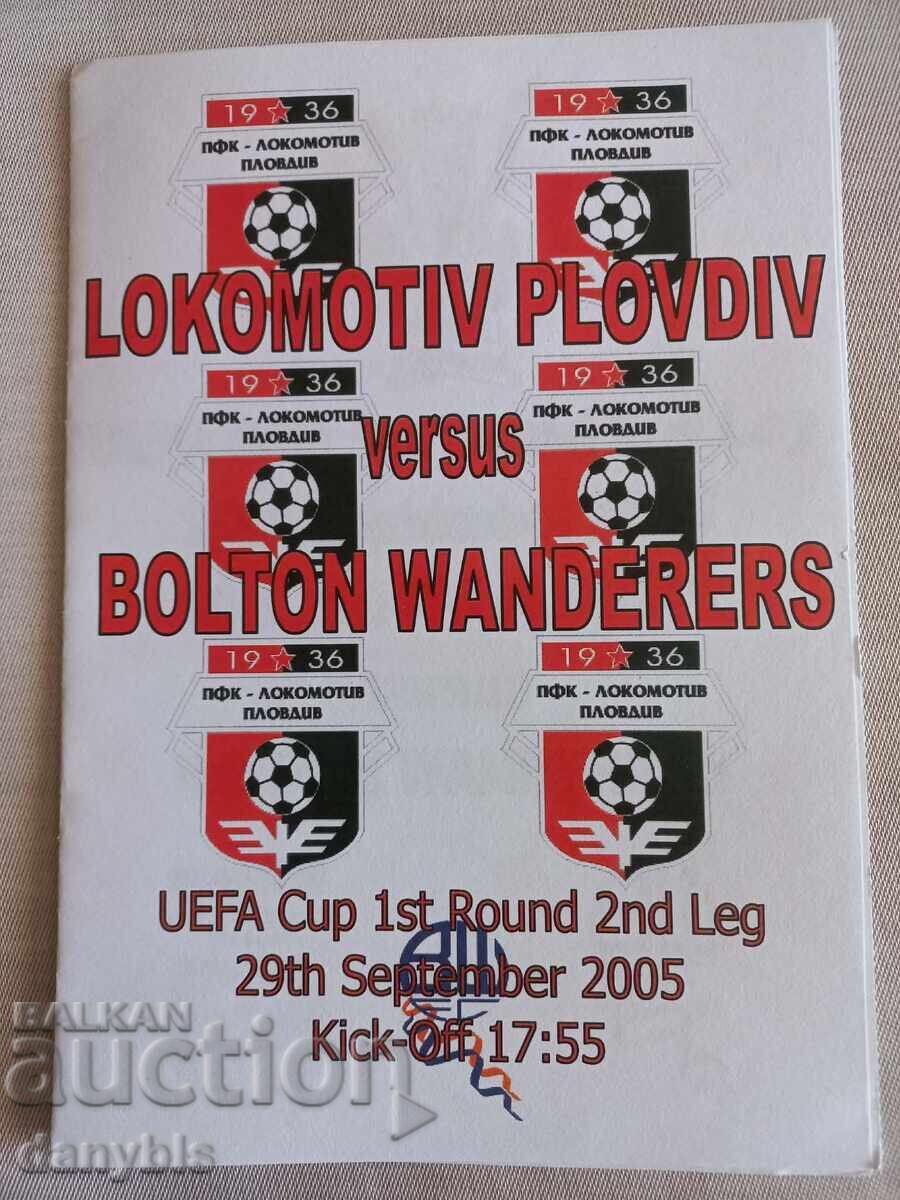 19 36 19 36
ПФК - ЛОКОМОТИВ ПФК - ЛОКОМОТИВ
ПЛОВДИВ ПЛОВДИВ
LOKOMOTIV PLOVDIV
19 36 19 36
ПФК - ЛОКОМОТИВ ПФК - ЛОКОМОТИВ
ПЛОВДИВ ПЛОВДИВ
versus
BOLTON WANDERERS
19 36 19 36
ПФК - ЛОКОМОТИВ ПФК - ЛОКОМОТИВ
ПЛОВДИВ ПЛОВДИВ
UEFA Cup 1st Round 2nd Leg
29th September 2005
Kick-Off 17:55
BALKAN
auction
danybls